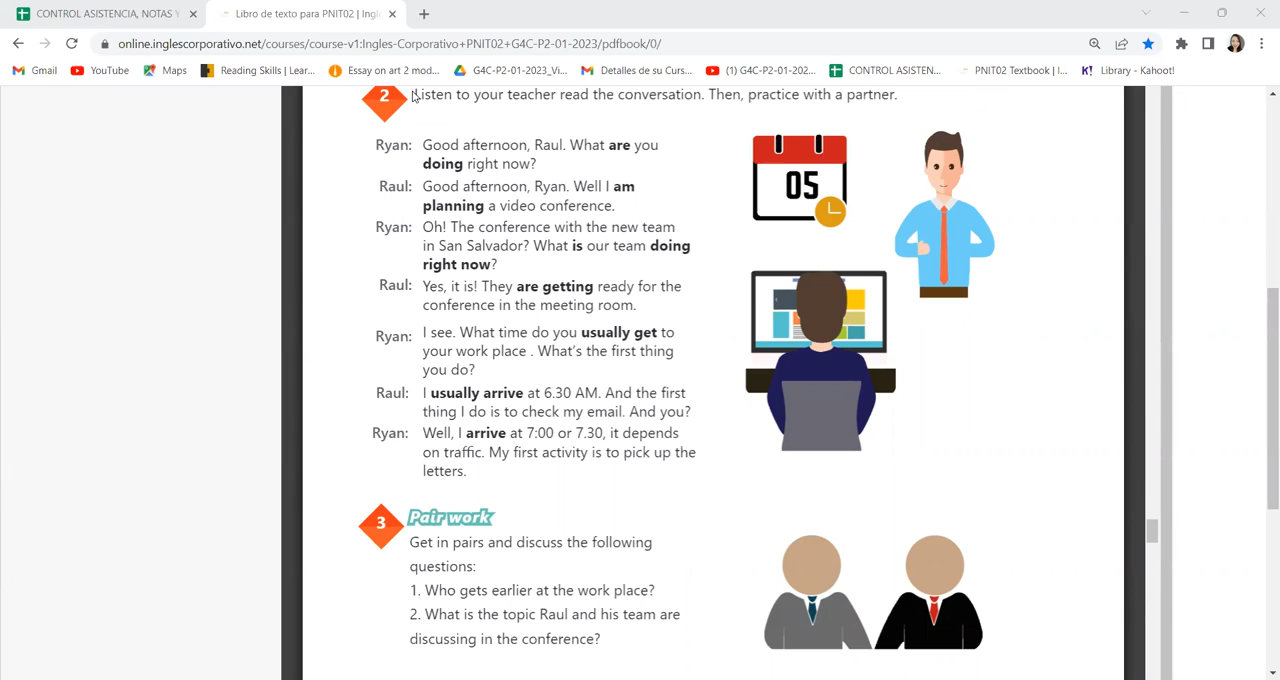 CONTROL ASISTENCIA, NOTAS Y
Libro de texto para PNIT02 | Ingl
online.inglescorporativo.net/courses/course-v1:Ingles-Corporativo+PNIT02+G4C-P2-01-2023/pdfbook/0/
Gmail YouTube Maps Reading Skills | Lear... Essay on art 2 mod... G4C-P2-01-2023_Vi... Detalles de su Curs... (1) G4C-P2-01-202... CONTROL ASISTEN... PNIT02 Textbook | I... K! Library - Kahoot!
2 Listen to your teacher read the conversation. Then, practice with a partner.
Ryan: Good afternoon, Raul. What are you
doing right now?
Raul: Good afternoon, Ryan. Well I am
planning a video conference.
Ryan: Oh! The conference with the new team
in San Salvador? What is our team doing
right now?
Raul: Yes, it is! They are getting ready for the
conference in the meeting room.
Ryan: I see. What time do you usually get to
your work place . What's the first thing
you do?
Raul: I usually arrive at 6.30 AM. And the first
thing I do is to check my email. And you?
Ryan: Well, I arrive at 7:00 or 7.30, it depends
on traffic. My first activity is to pick up the
letters.
05
3 Pair work
Get in pairs and discuss the following
questions:
1. Who gets earlier at the work place?
2. What is the topic Raul and his team are
discussing in the conference?